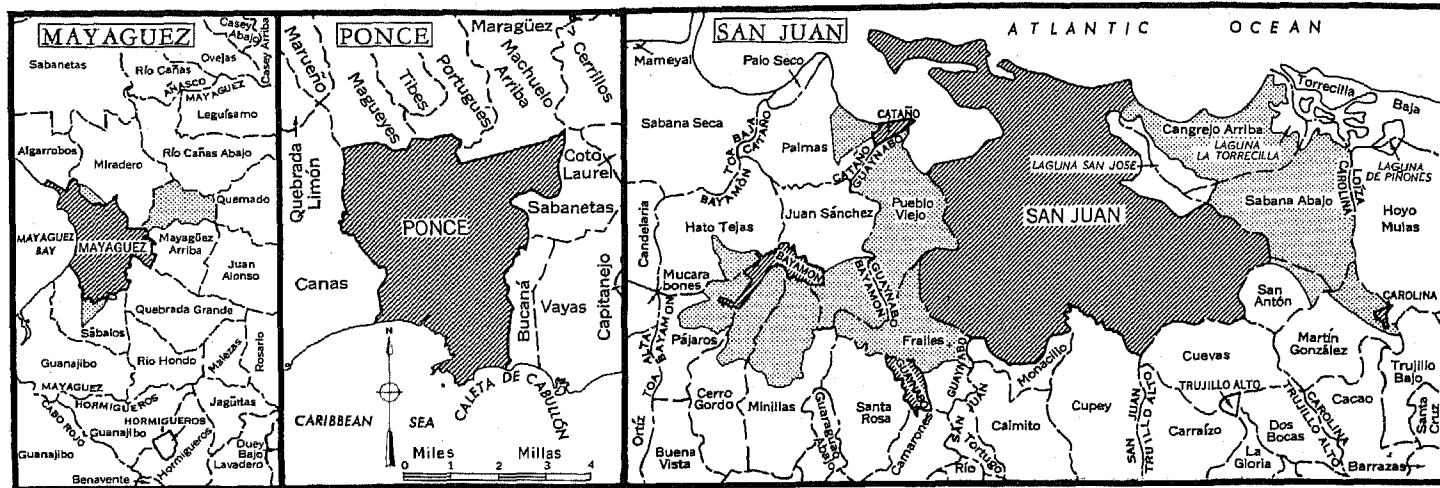 MAYAGUEZ
Casey Abajo
Casey Arriba
Sabanetas
Río Cañas
Ovejas
AÑASCO
MAYAGUEZ
Leguísamo
Algarrobos
Miradero
Río Cañas Abajo
Quemado
MAYAGUEZ BAY
MAYAGUEZ
Mayagüez Arriba
Juan Alonso
Quebrada Grande
Sábalos
Guanajibo
Río Hondo
Malezas
Rosario
MAYAGUEZ
HORMIGUEROS
CABO ROJO
Guanajibo
HORMIGUEROS
Jagüitas
Guanajibo
Hormigueros
Duey Bajo
Lavadero
Benavente
PONCE
Marueño
Magueyes
Tibes
Portugues
Maragüez
Machuelo Arriba
Cerrillos
Quebrada Limón
Coto Laurel
PONCE
Sabanetas
Canas
Bucaná
Vayas
Capitanejo
N
CALETA DE CABULLÓN
CARIBBEAN SEA
Miles Millas
0 1 2 3 4
SAN JUAN
ATLANTIC OCEAN
Mameyal
Palo Seco
Torrecilla
Baja
Sabana Seca
TOA BAJA
CATAÑO
CATAÑO
Cangrejo Arriba
LAGUNA LA TORRECILLA
Palmas
CATAÑO
GUAYNABO
LAGUNA SAN JOSE
LAGUNA DE PIÑONES
BAYAMÓN
LOÍZA
CAROLINA
Candelaria
Juan Sánchez
Pueblo Viejo
SAN JUAN
Sabana Abajo
Hoyo Mulas
Hato Tejas
BAYAMON
GUAYNABO
BAYAMÓN
Mucarabones
San Antón
CAROLINA
TOA ALTA
BAYAMON
Pájaros
Frailes
Martín González
Monacillo
Cuevas
GUAYNABO
GUAYNABO
SAN JUAN
Trujillo Bajo
Cerro Gordo
Minillas
Santa Rosa
Cupey
TRUJILLO ALTO
Cacao
Santa Cruz
Ortíz
Guaraguao Abajo
Camarones
Caimito
SAN JUAN
TRUJILLO ALTO
Carraízo
Dos Bocas
CAROLINA
TRUJILLO ALTO
Buena Vista
Tortugo
Río
La Gloria
Barrazas